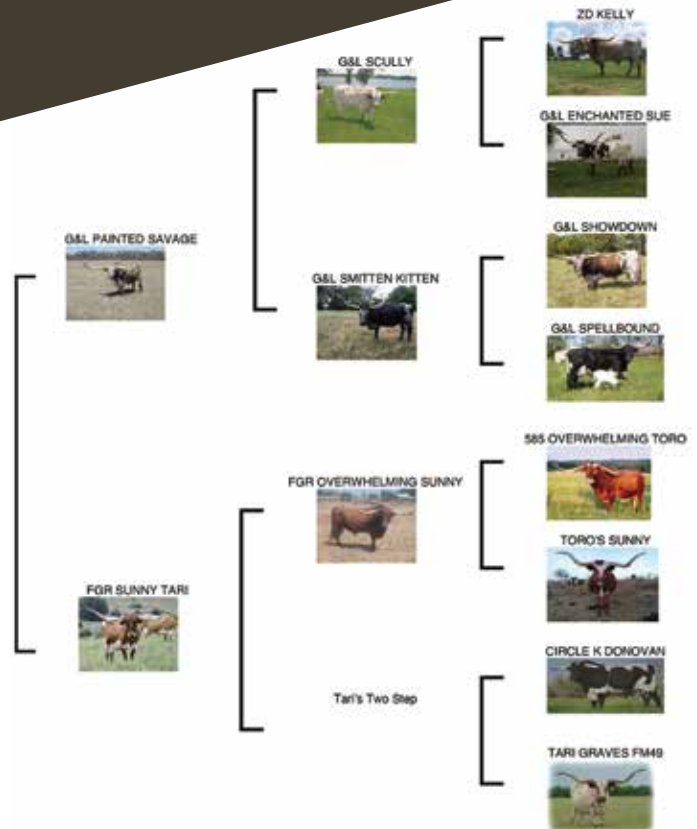 ZD KELLY
G&L SCULLY
G&L ENCHANTED SUE
G&L PAINTED SAVAGE
G&L SHOWDOWN
G&L SMITTEN KITTEN
G&L SPELLBOUND
585 OVERWHELMING TORO
FGR OVERWHELMING SUNNY
TORO'S SUNNY
FGR SUNNY TARI
CIRCLE K DONOVAN
Tari's Two Step
TARI GRAVES FM49